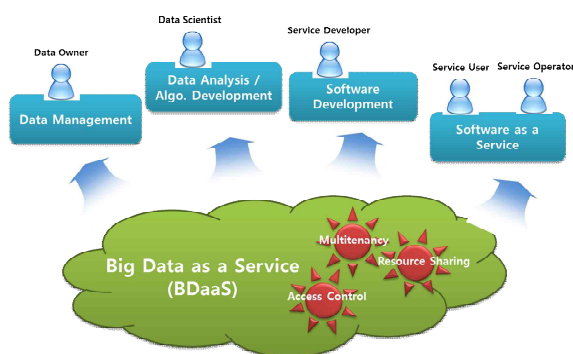 Data Scientist
Service Developer
Data Owner
Service User
Service Operator
Data Analysis /
Algo. Development
Software
Development
Data Management
Software as a
Service
Multitenancy
Big Data as a Service
(BDaaS)
Resource Sharing
Access Control